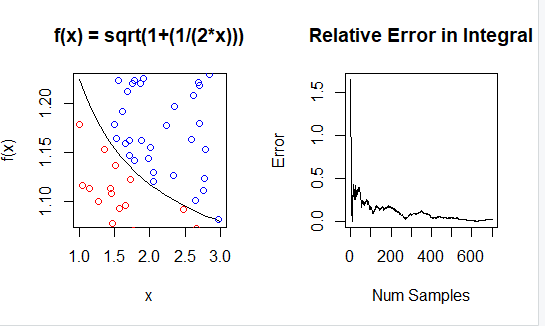 f(x) = sqrt(1+(1/(2*x)))
f(x)
1.20
1.15
1.10
1.0 1.5 2.0 2.5 3.0
x
Relative Error in Integral
Error
1.5
1.0
0.5
0.0
0 200 400 600
Num Samples